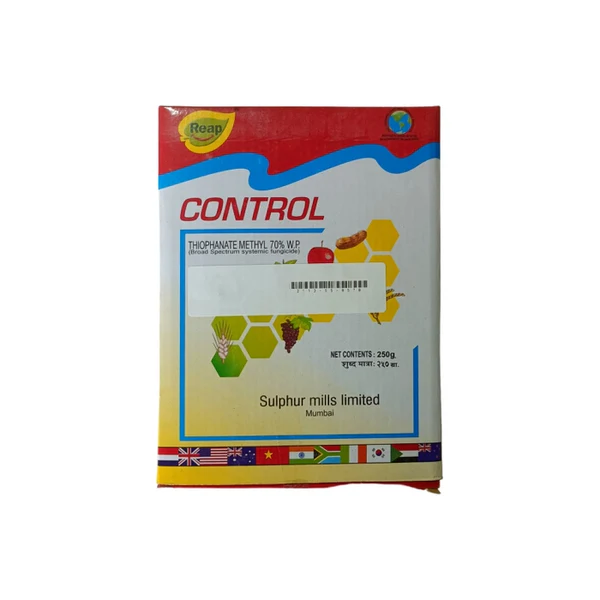 Reap
CONTROL
THIOPHANATE METHYL 70% W.P.
(Broad Spectrum systemic fungicide)
NET CONTENTS : 250g.
शुध्द मात्रा : २५० ग्रा.
Sulphur mills limited
Mumbai